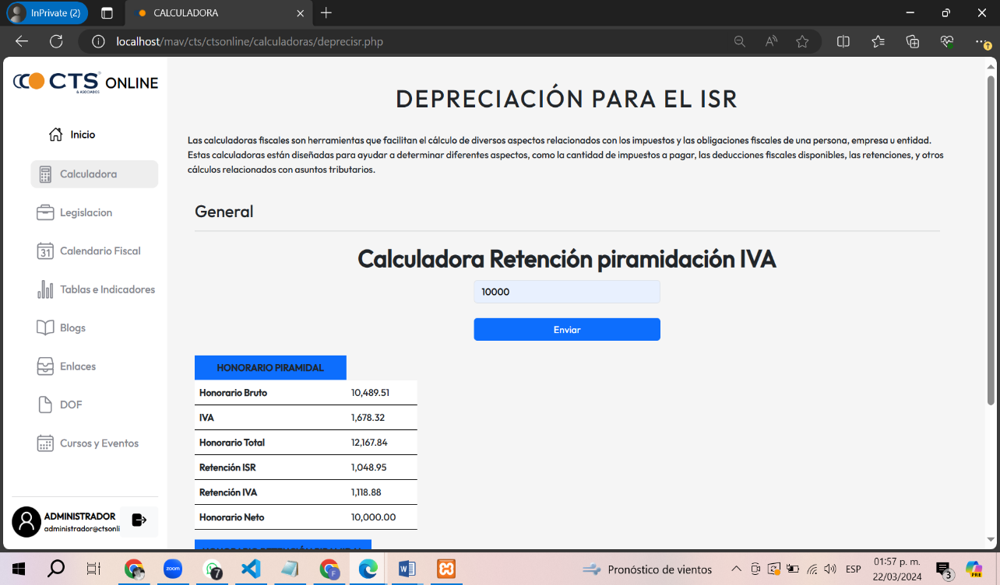 InPrivate (2)
CALCULADORA
localhost/mav/cts/ctsonline/calculadoras/deprecisr.php
CTS ONLINE
& ASOCIADOS
Inicio
Calculadora
Legislacion
31 Calendario Fiscal
Tablas e Indicadores
Blogs
Enlaces
DOF
Cursos y Eventos
ADMINISTRADOR
administrador@ctsonli
DEPRECIACIÓN PARA EL ISR
Las calculadoras fiscales son herramientas que facilitan el cálculo de diversos aspectos relacionados con los impuestos y las obligaciones fiscales de una persona, empresa u entidad.
Estas calculadoras están diseñadas para ayudar a determinar diferentes aspectos, como la cantidad de impuestos a pagar, las deducciones fiscales disponibles, las retenciones, y otros
cálculos relacionados con asuntos tributarios.
General
Calculadora Retención piramidación IVA
10000
Enviar
HONORARIO PIRAMIDAL
Honorario Bruto 10,489.51
IVA 1,678.32
Honorario Total 12,167.84
Retención ISR 1,048.95
Retención IVA 1,118.88
Honorario Neto 10,000.00
zoom
7
F
Pronóstico de vientos
ESP
01:57 p. m.
22/03/2024
3
PRE